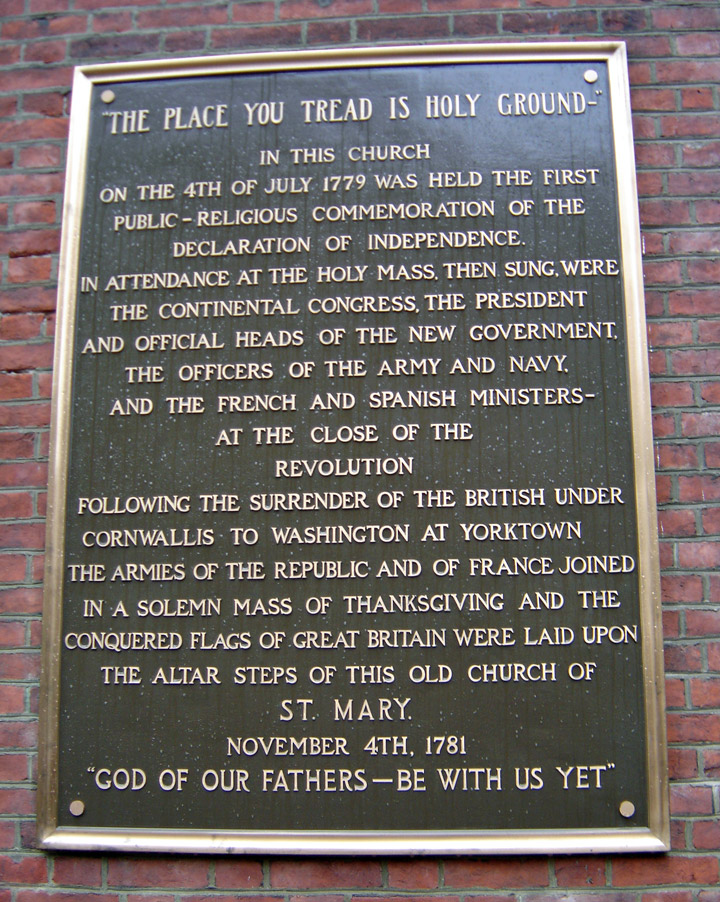 "THE PLACE YOU TREAD IS HOLY GROUND-"
IN THIS CHURCH
ON THE 4TH OF JULY 1779 WAS HELD THE FIRST
PUBLIC-RELIGIOUS COMMEMORATION OF THE
DECLARATION OF INDEPENDENCE.
IN ATTENDANCE AT THE HOLY MASS, THEN SUNG, WERE
THE CONTINENTAL CONGRESS, THE PRESIDENT
AND OFFICIAL HEADS OF THE NEW GOVERNMENT,
THE OFFICERS OF THE ARMY AND NAVY,
AND THE FRENCH AND SPANISH MINISTERS-
AT THE CLOSE OF THE
REVOLUTION
FOLLOWING THE SURRENDER OF THE BRITISH UNDER
CORNWALLIS TO WASHINGTON AT YORKTOWN
THE ARMIES OF THE REPUBLIC AND OF FRANCE JOINED
IN A SOLEMN MASS OF THANKSGIVING AND THE
CONQUERED FLAGS OF GREAT BRITAIN WERE LAID UPON
THE ALTAR STEPS OF THIS OLD CHURCH OF
ST. MARY.
NOVEMBER 4TH, 1781
"GOD OF OUR FATHERS—BE WITH US YET"